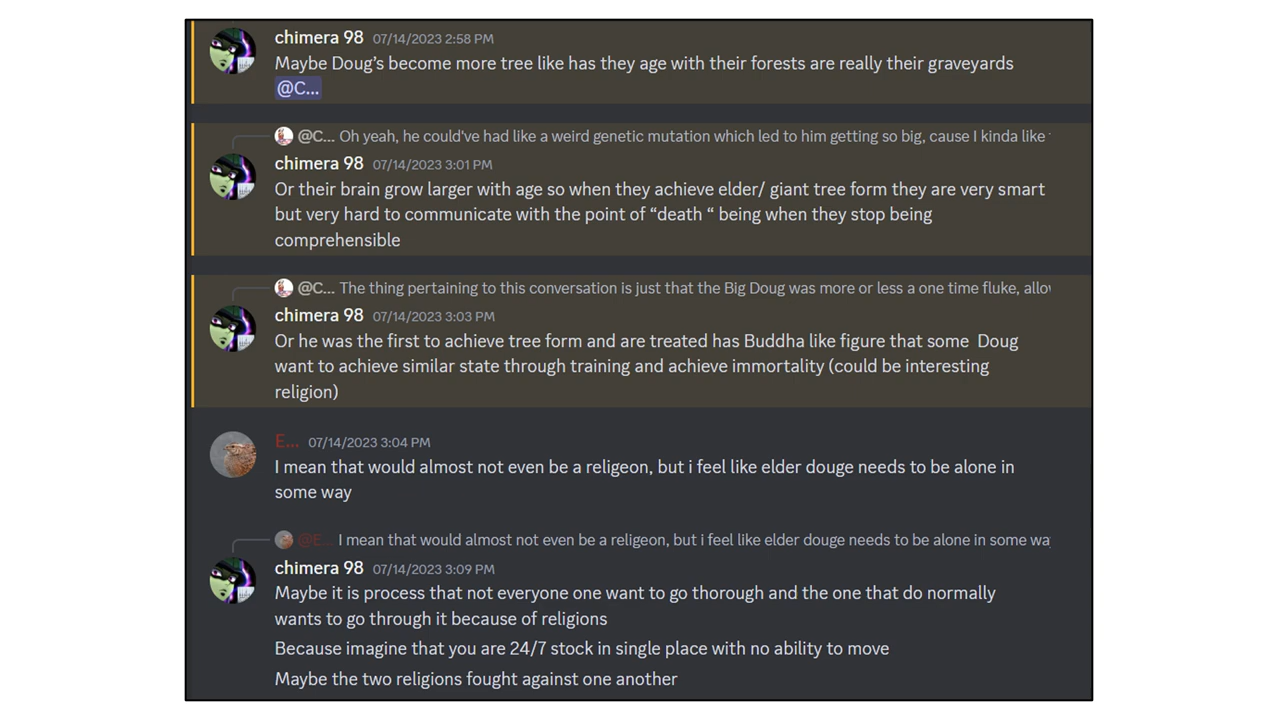 chimera 98 07/14/2023 2:58 PM
Maybe Doug's become more tree like has they age with their forests are really their graveyards
@C...
@C... Oh yeah, he could've had like a weird genetic mutation which led to him getting so big, cause I kinda like
chimera 98 07/14/2023 3:01 PM
Or their brain grow larger with age so when they achieve elder/ giant tree form they are very smart
but very hard to communicate with the point of “death “ being when they stop being
comprehensible
@C... The thing pertaining to this conversation is just that the Big Doug was more or less a one time fluke,
chimera 98 07/14/2023 3:03 PM
Or he was the first to achieve tree form and are treated has Buddha like figure that some Doug
want to achieve similar state through training and achieve immortality (could be interesting
religion)
E... 07/14/2023 3:04 PM
I mean that would almost not even be a religeon, but i feel like elder douge needs to be alone in
some way
@E... I mean that would almost not even be a religeon, but i feel like elder douge needs to be alone in some wa
chimera 98 07/14/2023 3:09 PM
Maybe it is process that not everyone one want to go thorough and the one that do normally
wants to go through it because of religions
Because imagine that you are 24/7 stock in single place with no ability to move
Maybe the two religions fought against one another